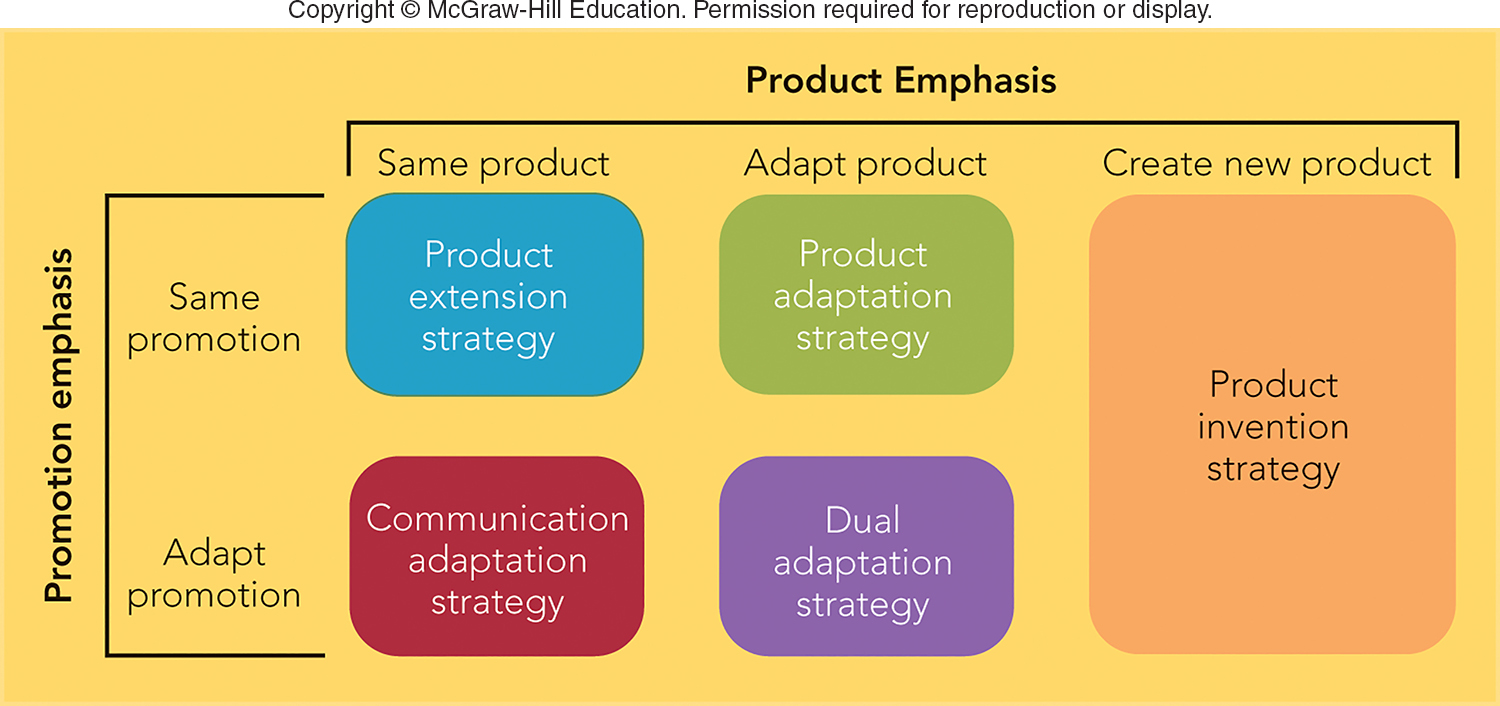 Copyright © McGraw-Hill Education. Permission required for reproduction or display.
Product Emphasis
Same product
Adapt product
Create new product
Promotion emphasis
Same
promotion
Product
extension
strategy
Product
adaptation
strategy
Product
invention
strategy
Adapt
promotion
Communication
adaptation
strategy
Dual
adaptation
strategy